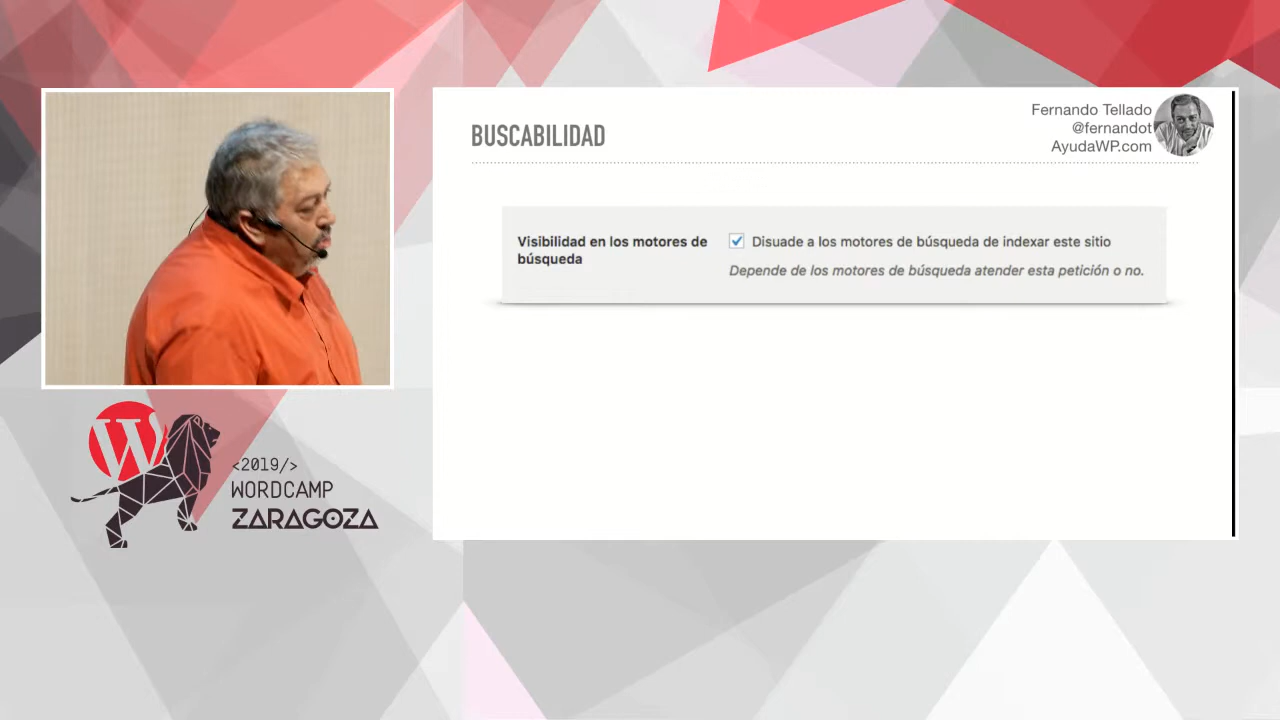 BUSCABILIDAD
Fernando Tellado
@fernandot
AyudaWP.com
Visibilidad en los motores de
búsqueda
Disuade a los motores de búsqueda de indexar este sitio
Depende de los motores de búsqueda atender esta petición o no.
W
<2019/>
WORDCAMP
ZARAGOZA